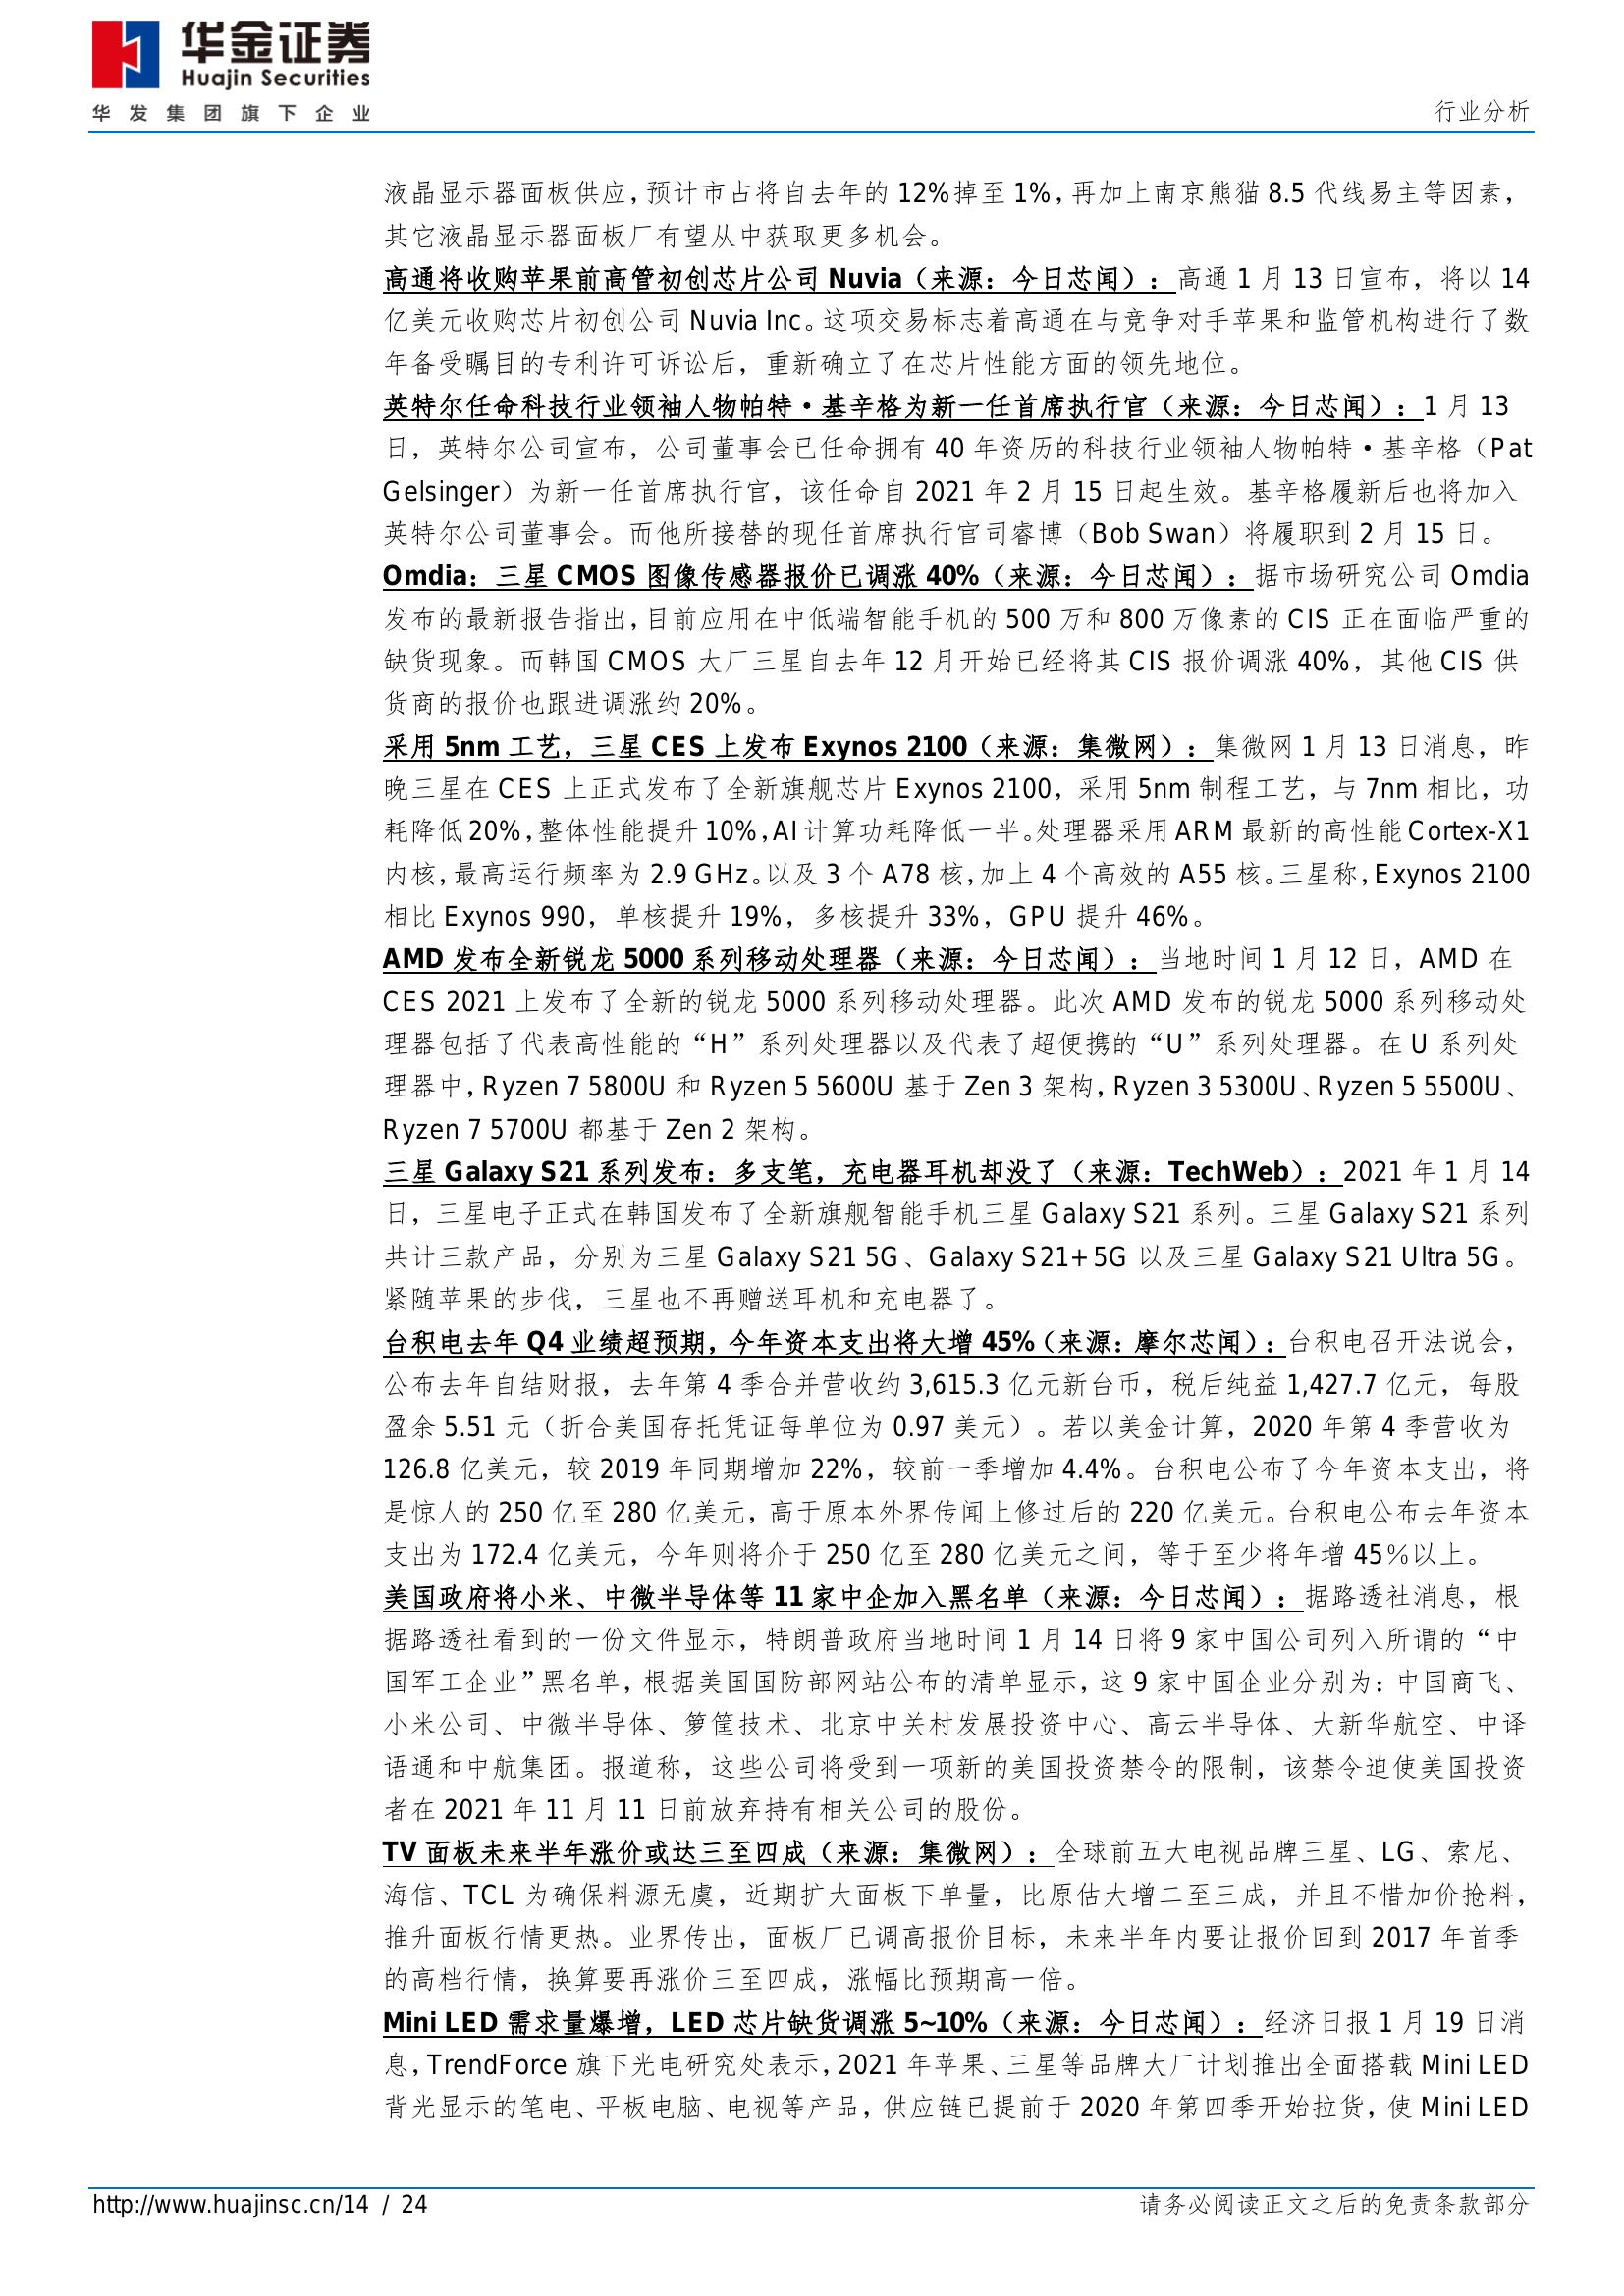 华金证券
Huajin Securities
华发集团旗下企业
行业分析
液晶显示器面板供应，预计市占将自去年的 12%掉至 1%，再加上南京熊猫 8.5 代线易主等因素，
其它液晶显示器面板厂有望从中获取更多机会。
高通将收购苹果前高管初创芯片公司 Nuvia（来源：今日芯闻）：高通 1 月 13 日宣布，将以 14
亿美元收购芯片初创公司 Nuvia Inc。这项交易标志着高通在与竞争对手苹果和监管机构进行了数
年备受瞩目的专利许可诉讼后，重新确立了在芯片性能方面的领先地位。
英特尔任命科技行业领袖人物帕特·基辛格为新一任首席执行官（来源：今日芯闻）：1 月 13
日，英特尔公司宣布，公司董事会已任命拥有 40 年资历的科技行业领袖人物帕特·基辛格（Pat
Gelsinger）为新一任首席执行官，该任命自 2021 年 2 月 15 日起生效。基辛格履新后也将加入
英特尔公司董事会。而他所接替的现任首席执行官司睿博（Bob Swan）将履职到 2 月 15 日。
Omdia：三星 CMOS 图像传感器报价已调涨 40%（来源：今日芯闻）：据市场研究公司 Omdia
发布的最新报告指出，目前应用在中低端智能手机的 500 万和 800 万像素的 CIS 正在面临严重的
缺货现象。而韩国 CMOS 大厂三星自去年 12 月开始已经将其 CIS 报价调涨 40%，其他 CIS 供
货商的报价也跟进调涨约 20%。
采用 5nm 工艺，三星 CES 上发布 Exynos 2100（来源：集微网）：集微网 1 月 13 日消息，昨
晚三星在 CES 上正式发布了全新旗舰芯片 Exynos 2100，采用 5nm 制程工艺，与 7nm 相比，功
耗降低 20%，整体性能提升 10%，AI 计算功耗降低一半。处理器采用 ARM 最新的高性能 Cortex-X1
内核，最高运行频率为 2.9 GHz。以及 3 个 A78 核，加上 4 个高效的 A55 核。三星称，Exynos 2100
相比 Exynos 990，单核提升 19%，多核提升 33%，GPU 提升 46%。
AMD 发布全新锐龙 5000 系列移动处理器（来源：今日芯闻）：当地时间 1 月 12 日，AMD 在
CES 2021 上发布了全新的锐龙 5000 系列移动处理器。此次 AMD 发布的锐龙 5000 系列移动处
理器包括了代表高性能的“H”系列处理器以及代表了超便携的“U”系列处理器。在 U 系列处
理器中，Ryzen 7 5800U 和 Ryzen 5 5600U 基于 Zen 3 架构，Ryzen 3 5300U、Ryzen 5 5500U、
Ryzen 7 5700U 都基于 Zen 2 架构。
三星 Galaxy S21 系列发布：多支笔，充电器耳机却没了（来源：TechWeb）：2021 年 1 月 14
日，三星电子正式在韩国发布了全新旗舰智能手机三星 Galaxy S21 系列。三星 Galaxy S21 系列
共计三款产品，分别为三星 Galaxy S21 5G、Galaxy S21+ 5G 以及三星 Galaxy S21 Ultra 5G。
紧随苹果的步伐，三星也不再赠送耳机和充电器了。
台积电去年 Q4 业绩超预期，今年资本支出将大增 45%（来源：摩尔芯闻）：台积电召开法说会，
公布去年自结财报，去年第 4 季合并营收约 3,615.3 亿元新台币，税后纯益 1,427.7 亿元，每股
盈余 5.51 元（折合美国存托凭证每单位为 0.97 美元）。若以美金计算，2020 年第 4 季营收为
126.8 亿美元，较 2019 年同期增加 22%，较前一季增加 4.4%。台积电公布了今年资本支出，将
是惊人的 250 亿至 280 亿美元，高于原本外界传闻上修过后的 220 亿美元。台积电公布去年资本
支出为 172.4 亿美元，今年则将介于 250 亿至 280 亿美元之间，等于至少将年增 45％以上。
美国政府将小米、中微半导体等 11 家中企加入黑名单（来源：今日芯闻）：据路透社消息，根
据路透社看到的一份文件显示，特朗普政府当地时间 1 月 14 日将 9 家中国公司列入所谓的“中
国军工企业”黑名单，根据美国国防部网站公布的清单显示，这 9 家中国企业分别为：中国商飞、
小米公司、中微半导体、箩筐技术、北京中关村发展投资中心、高云半导体、大新华航空、中译
语通和中航集团。报道称，这些公司将受到一项新的美国投资禁令的限制，该禁令迫使美国投资
者在 2021 年 11 月 11 日前放弃持有相关公司的股份。
TV 面板未来半年涨价或达三至四成（来源：集微网）：全球前五大电视品牌三星、LG、索尼、
海信、TCL 为确保料源无虞，近期扩大面板下单量，比原估大增二至三成，并且不惜加价抢料，
推升面板行情更热。业界传出，面板厂已调高报价目标，未来半年内要让报价回到 2017 年首季
的高档行情，换算要再涨价三至四成，涨幅比预期高一倍。
Mini LED 需求量爆增，LED 芯片缺货调涨 5~10%（来源：今日芯闻）：经济日报 1 月 19 日消
息，TrendForce 旗下光电研究处表示，2021 年苹果、三星等品牌大厂计划推出全面搭载 Mini LED
背光显示的笔电、平板电脑、电视等产品，供应链已提前于 2020 年第四季开始拉货，使 Mini LED
http://www.huajinsc.cn/14 / 24
请务必阅读正文之后的免责条款部分